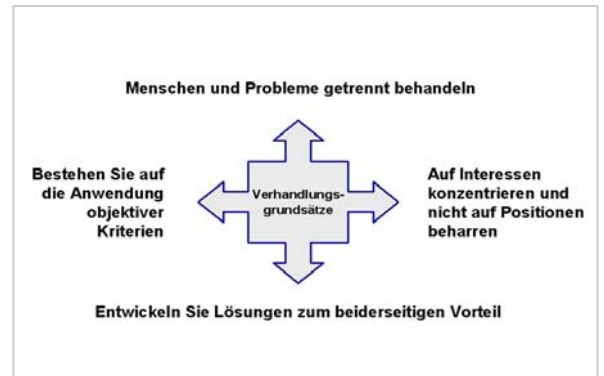 Menschen und Probleme getrennt behandeln
Bestehen Sie auf
die Anwendung
objektiver
Kriterien
Verhandlungs-
grundsätze
Auf Interessen
konzentrieren und
nicht auf Positionen
beharren
Entwickeln Sie Lösungen zum beiderseitigen Vorteil